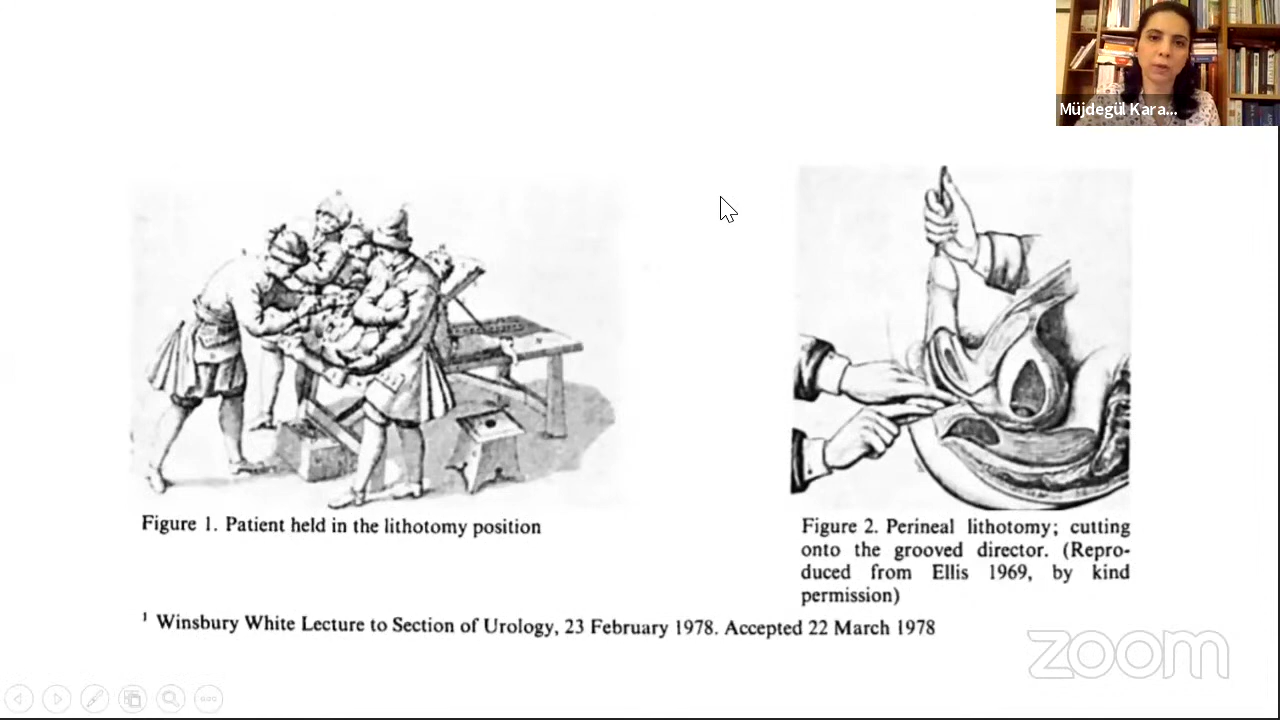 Müjdegül Kara...
Figure 1. Patient held in the lithotomy position
Figure 2. Perineal lithotomy; cutting
onto the grooved director. (Repro-
duced from Ellis 1969, by kind
permission)
¹ Winsbury White Lecture to Section of Urology, 23 February 1978. Accepted 22 March 1978
zoom